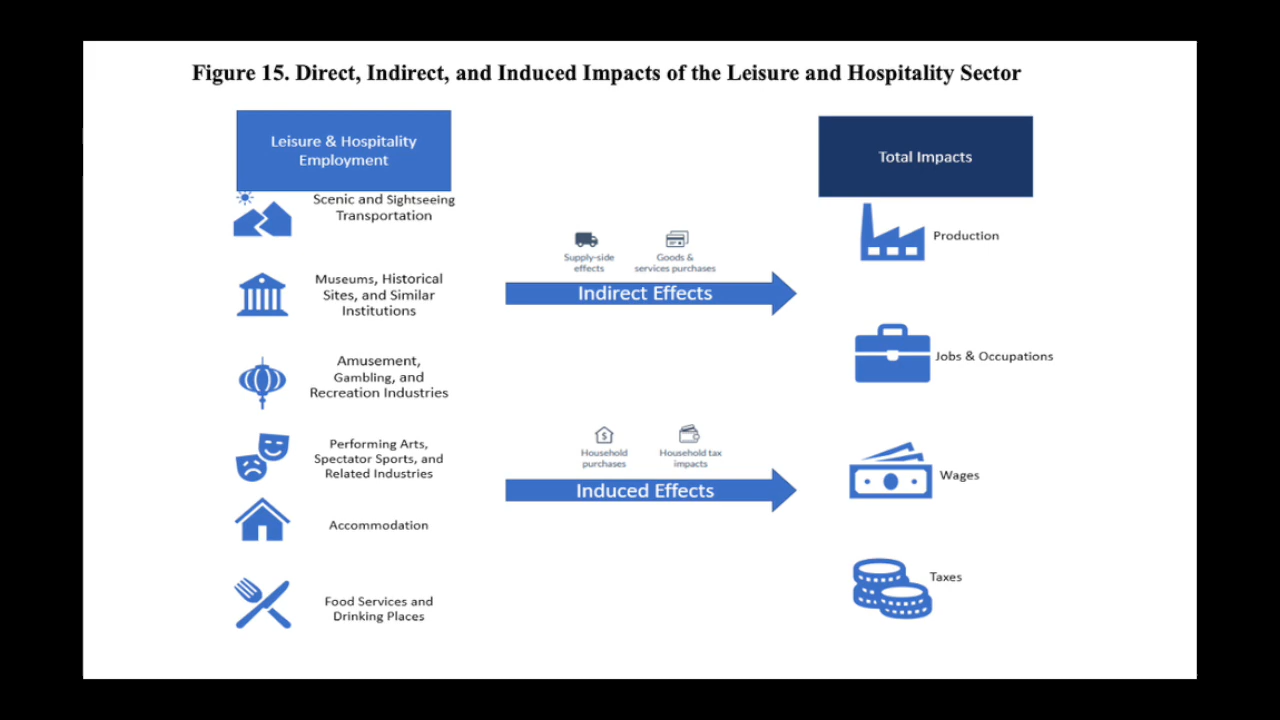 Figure 15. Direct, Indirect, and Induced Impacts of the Leisure and Hospitality Sector
Leisure & Hospitality
Employment
Scenic and Sightseeing
Transportation
Museums, Historical
Sites, and Similar
Institutions
Amusement,
Gambling, and
Recreation Industries
Performing Arts,
Spectator Sports, and
Related Industries
Accommodation
Food Services and
Drinking Places
Supply-side
effects
Goods &
services purchases
Indirect Effects
Household
purchases
Household tax
impacts
Induced Effects
Total Impacts
Production
Jobs & Occupations
Wages
Taxes